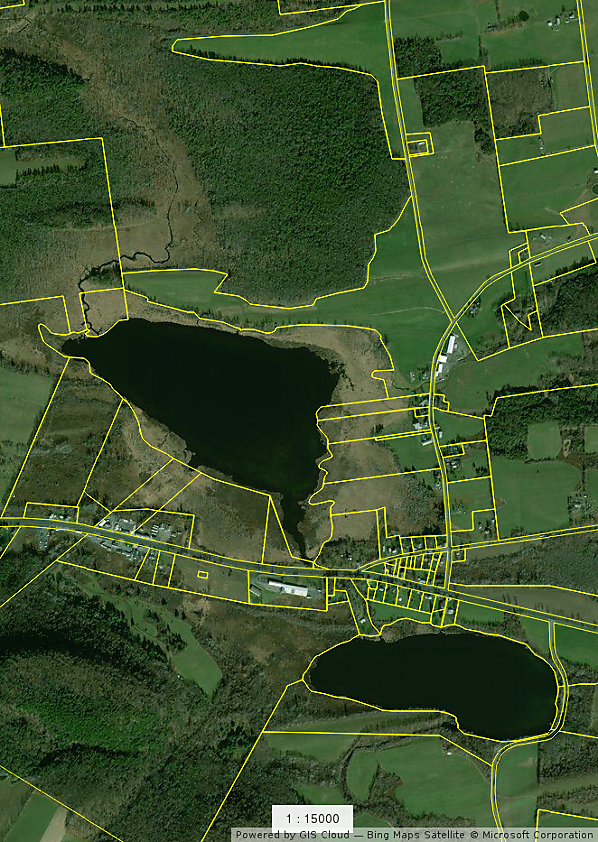 1 : 15000
Powered by GIS Cloud — Bing Maps Satellite © Microsoft Corporation